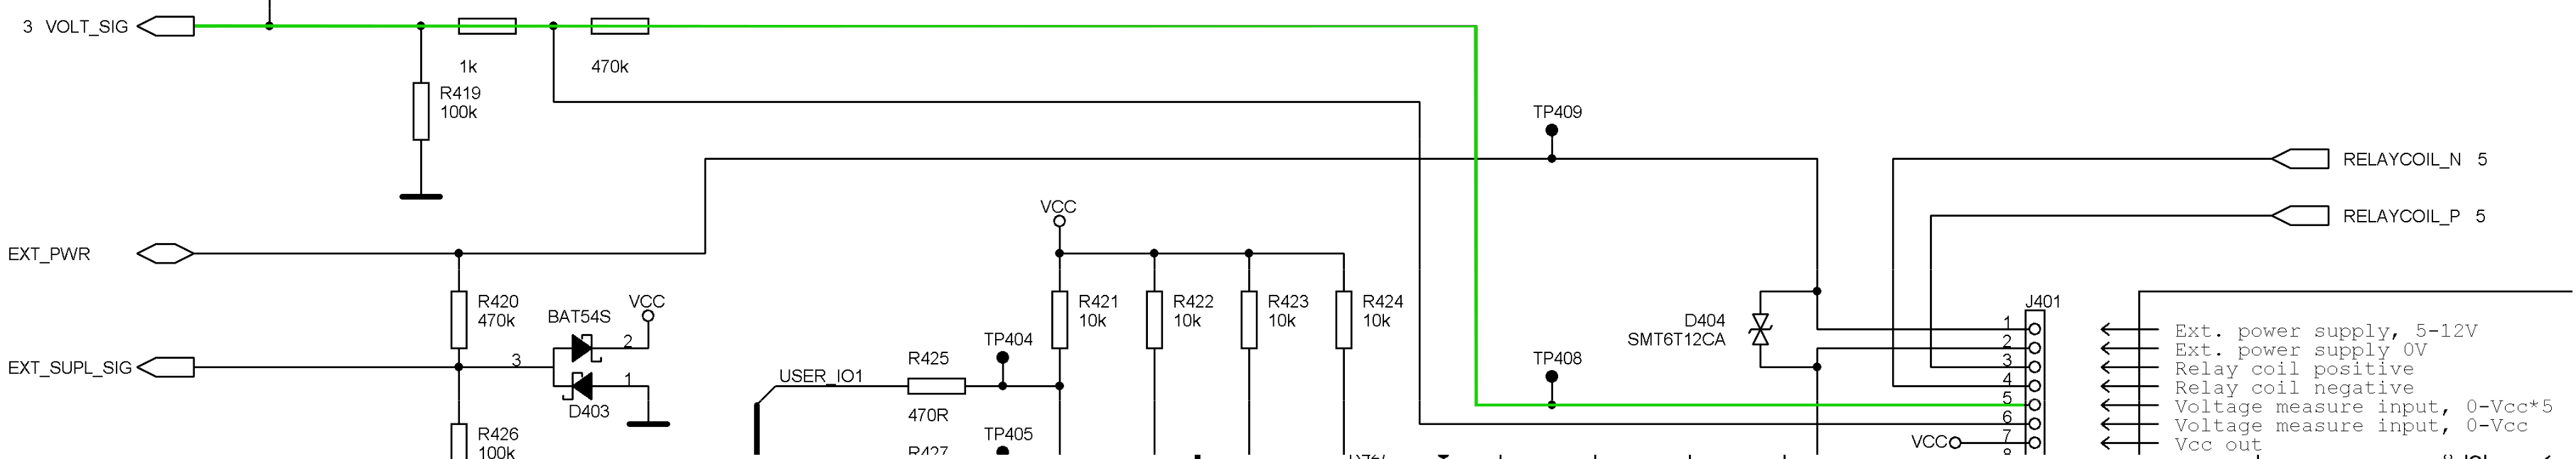 3 VOLT_SIG
1k
470k
R419
100k
TP409
RELAYCOIL_N 5
VCC
RELAYCOIL_P 5
EXT_PWR
R420
470k
VCC
BAT54S
2
R421
10k
R422
10k
R423
10k
R424
10k
J401
D404
SMT6T12CA
1
2
3
4
5
6
7
Ext. power supply, 5-12V
Ext. power supply 0V
Relay coil positive
Relay coil negative
Voltage measure input, 0-Vcc*5
Voltage measure input, 0-Vcc
Vcc out
TP404
TP408
EXT_SUPL_SIG
3
R425
USER_IO1
1
D403
470R
R426
100k
TP405
R427
VCC
8